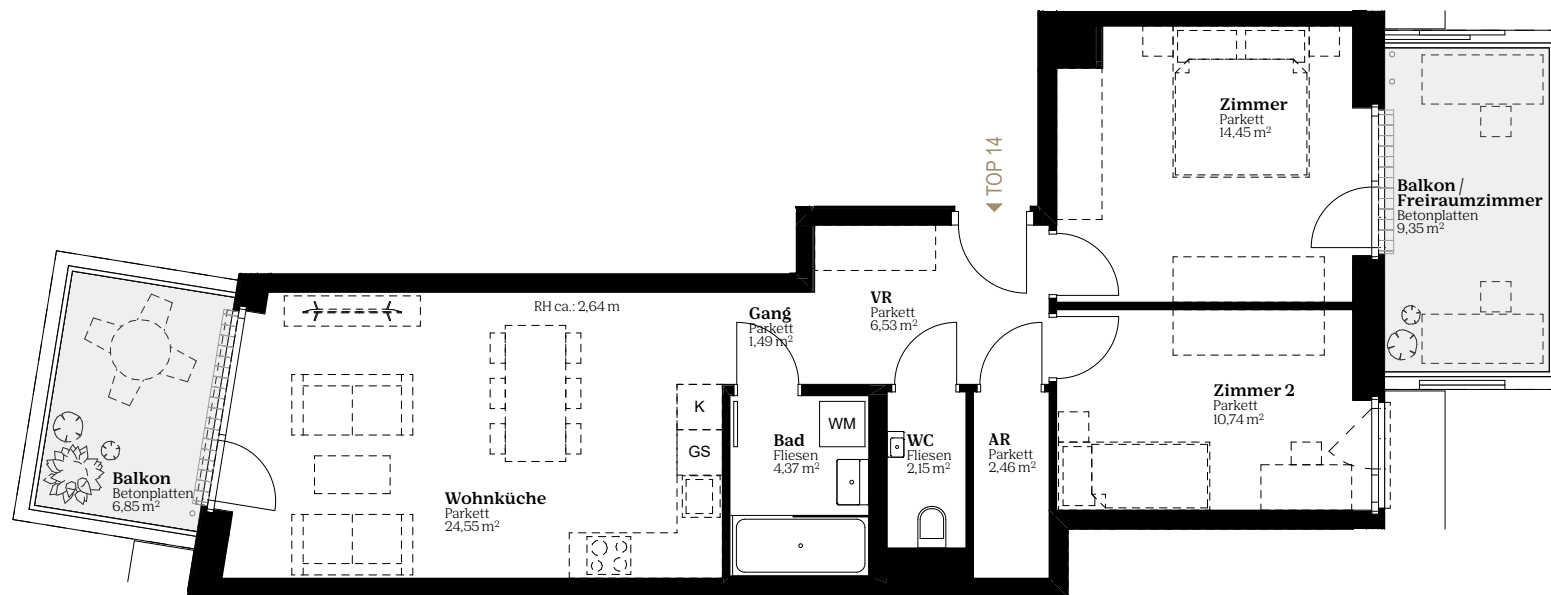 Zimmer
Parkett
14,45 m²
◀ TOP 14
Balkon /
Freiraumzimmer
Betonplatten
9,35 m²
RH ca.: 2,64 m
Gang
Parkett
1,49 m²
VR
Parkett
6,53 m²
Zimmer 2
Parkett
10,74 m²
K
GS
WM
Bad
Fliesen
4,37 m²
WC
Fliesen
2,15 m²
AR
Parkett
2,46 m²
Balkon
Betonplatten
6,85 m²
Wohnküche
Parkett
24,55 m²